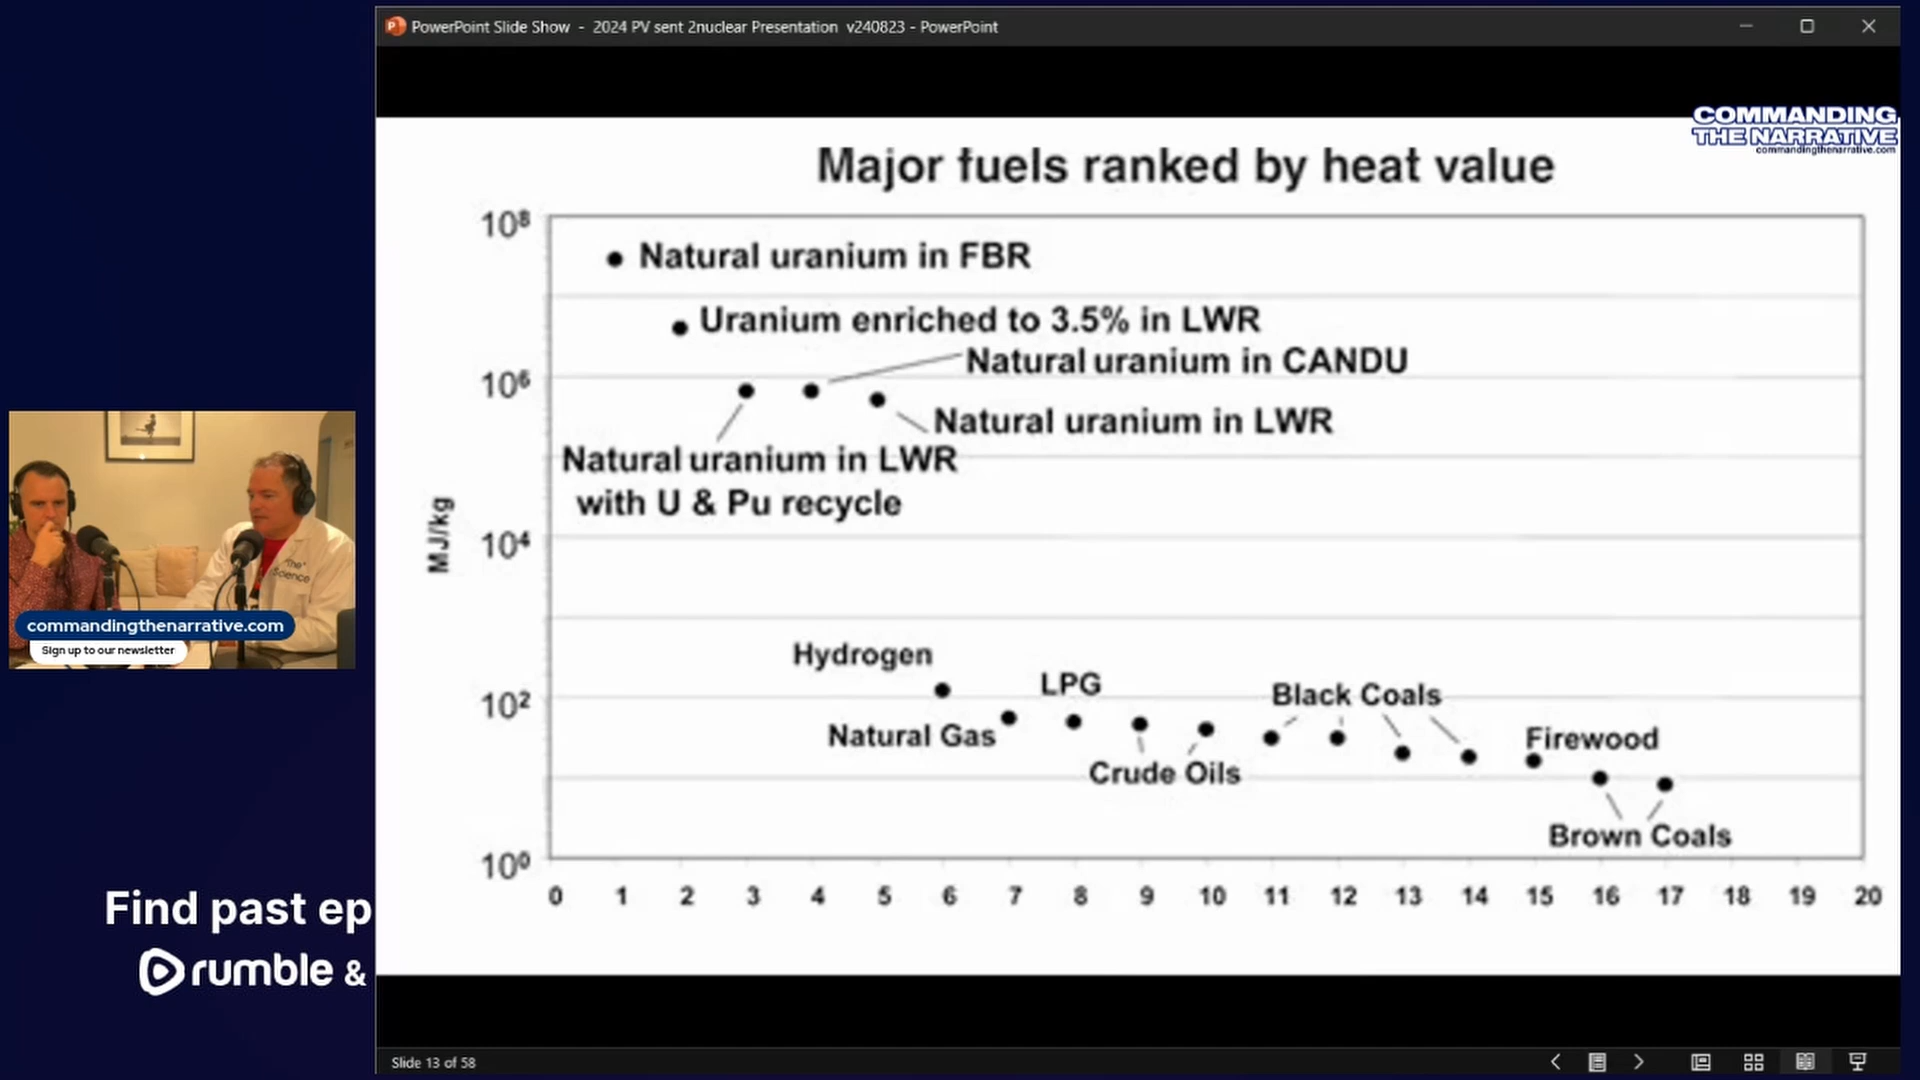 PowerPoint Slide Show - 2024 PV sent 2nuclear Presentation v240823 - PowerPoint
COMMANDING
THE NARRATIVE
commandingthenarrative.com
Major fuels ranked by heat value
10⁸
Natural uranium in FBR
Uranium enriched to 3.5% in LWR
Natural uranium in CANDU
10⁶
Natural uranium in LWR
Natural uranium in LWR
with U & Pu recycle
MJ/kg
10⁴
"The"
Science
commandingthenarrative.com
Sign up to our newsletter
Hydrogen
LPG
Black Coals
10²
Natural Gas
Firewood
Crude Oils
Brown Coals
10⁰
0 1 2 3 4 5 6 7 8 9 10 11 12 13 14 15 16 17 18 19 20
Find past ep
rumble &
Slide 13 of 58